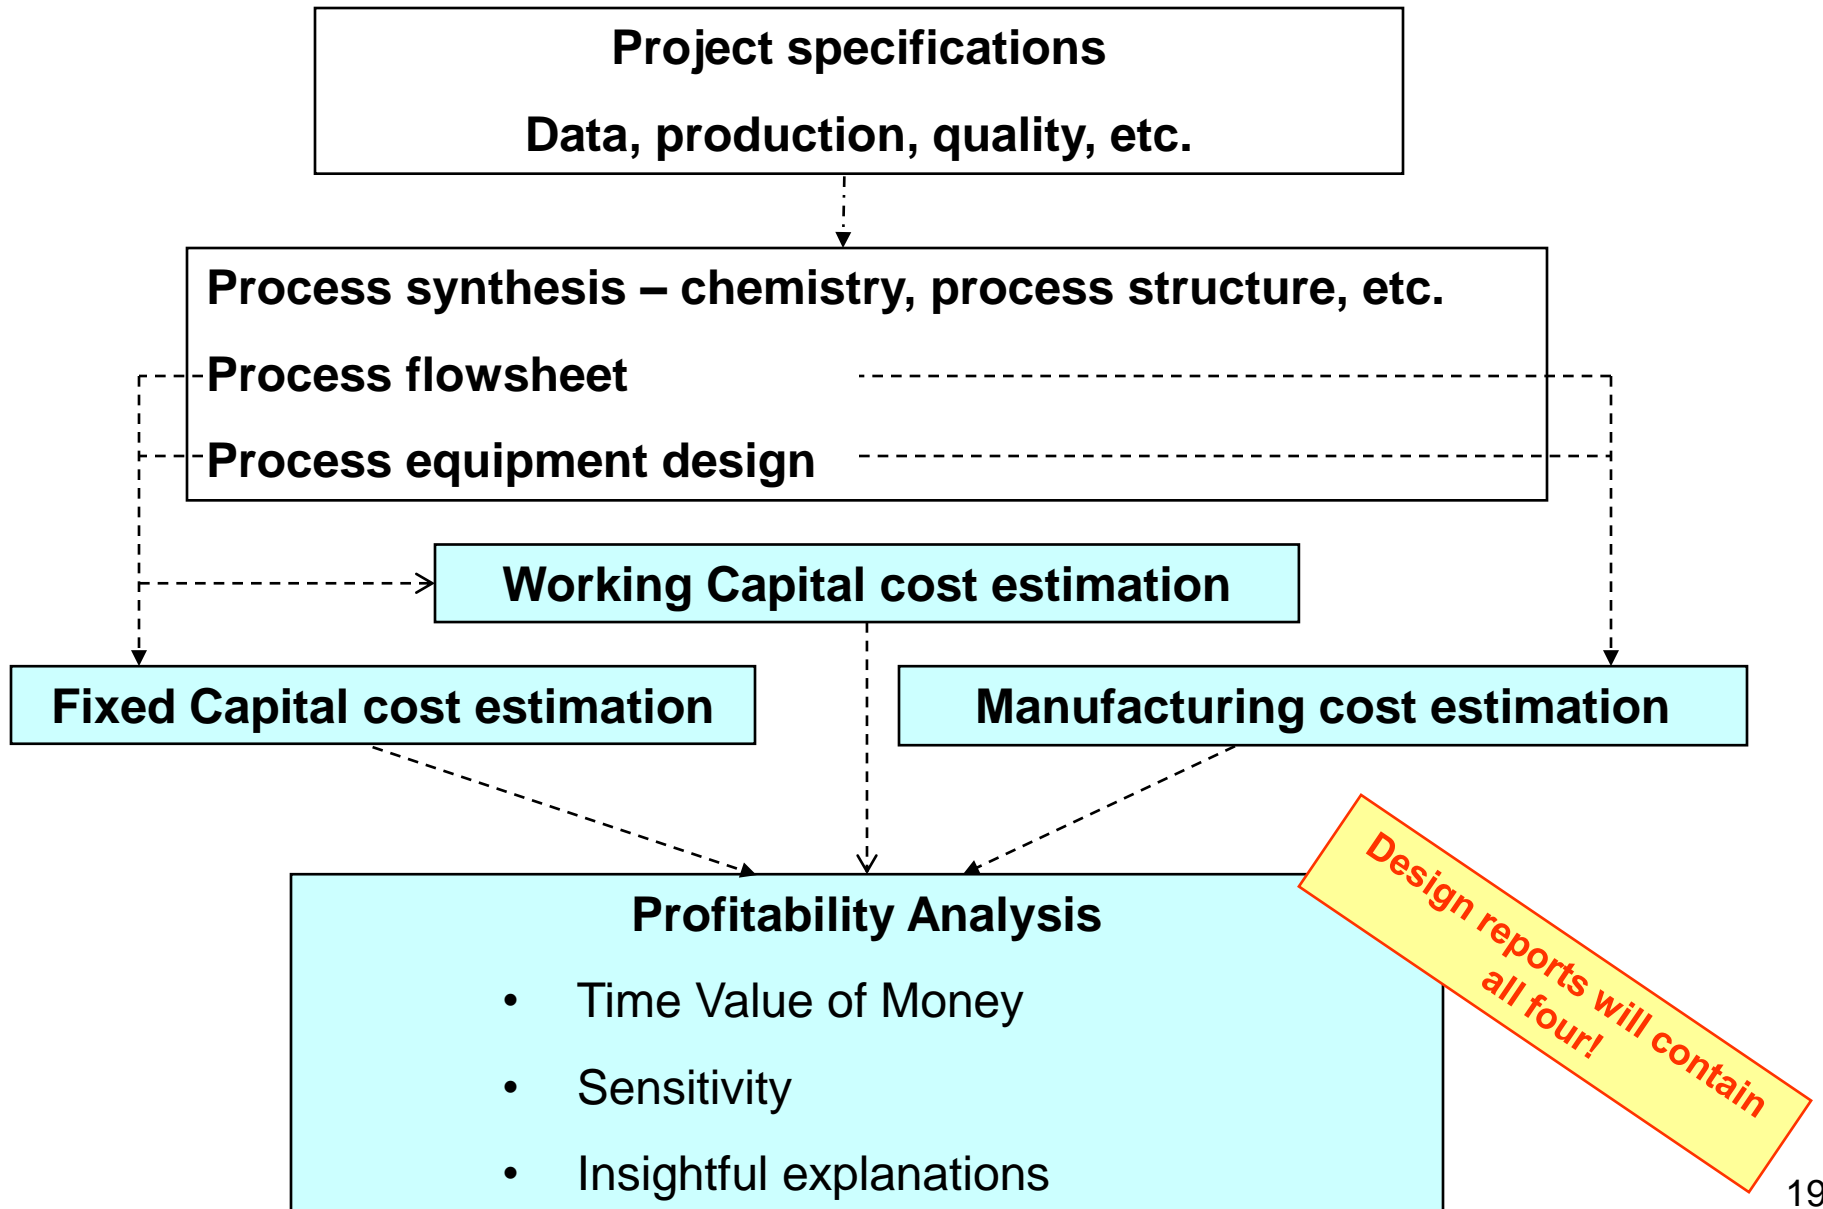 Project specifications
Data, production, quality, etc.
Process synthesis – chemistry, process structure, etc.
Process flowsheet
Process equipment design
Working Capital cost estimation
Fixed Capital cost estimation
Manufacturing cost estimation
Profitability Analysis
• Time Value of Money
• Sensitivity
• Insightful explanations
Design reports will contain
all four!
19